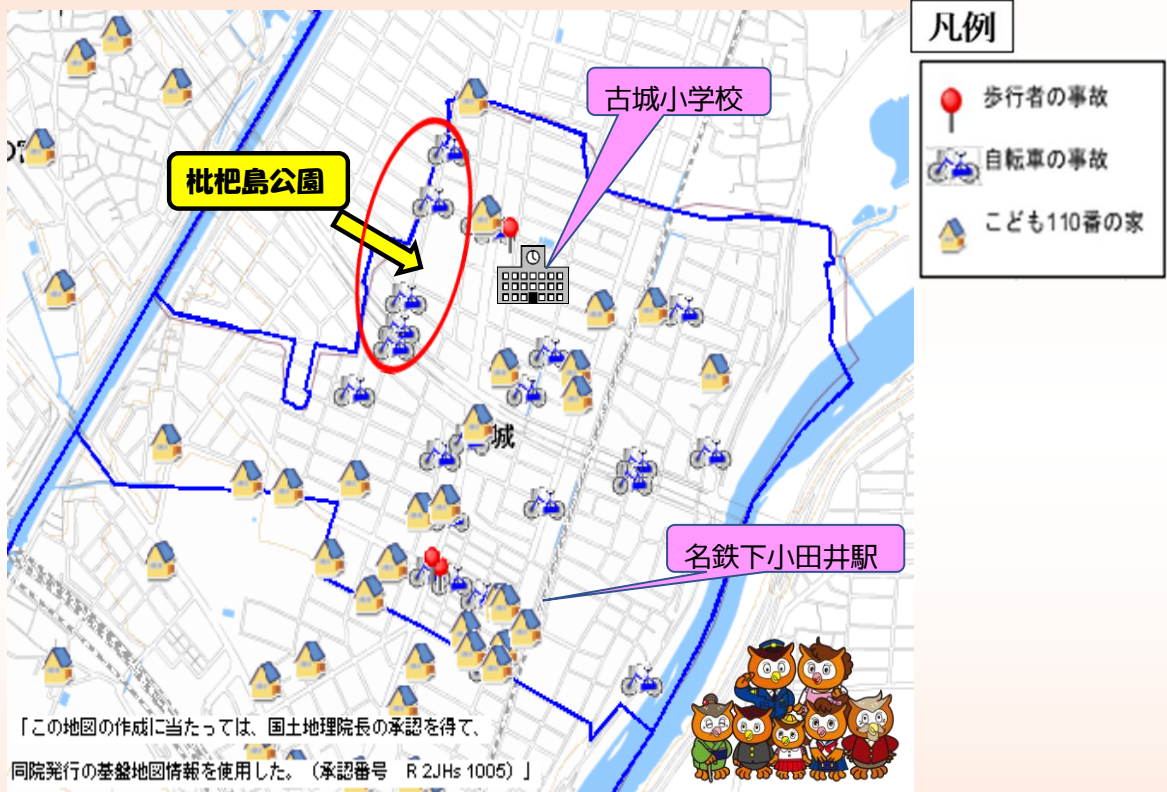 凡例
歩行者の事故
自転車の事故
こども110番の家
古城小学校
枇杷島公園
城
名鉄下小田井駅
「この地図の作成に当たっては、国土地理院長の承認を得て、
同院発行の基盤地図情報を使用した。（承認番号　R 2JHs 1005）」